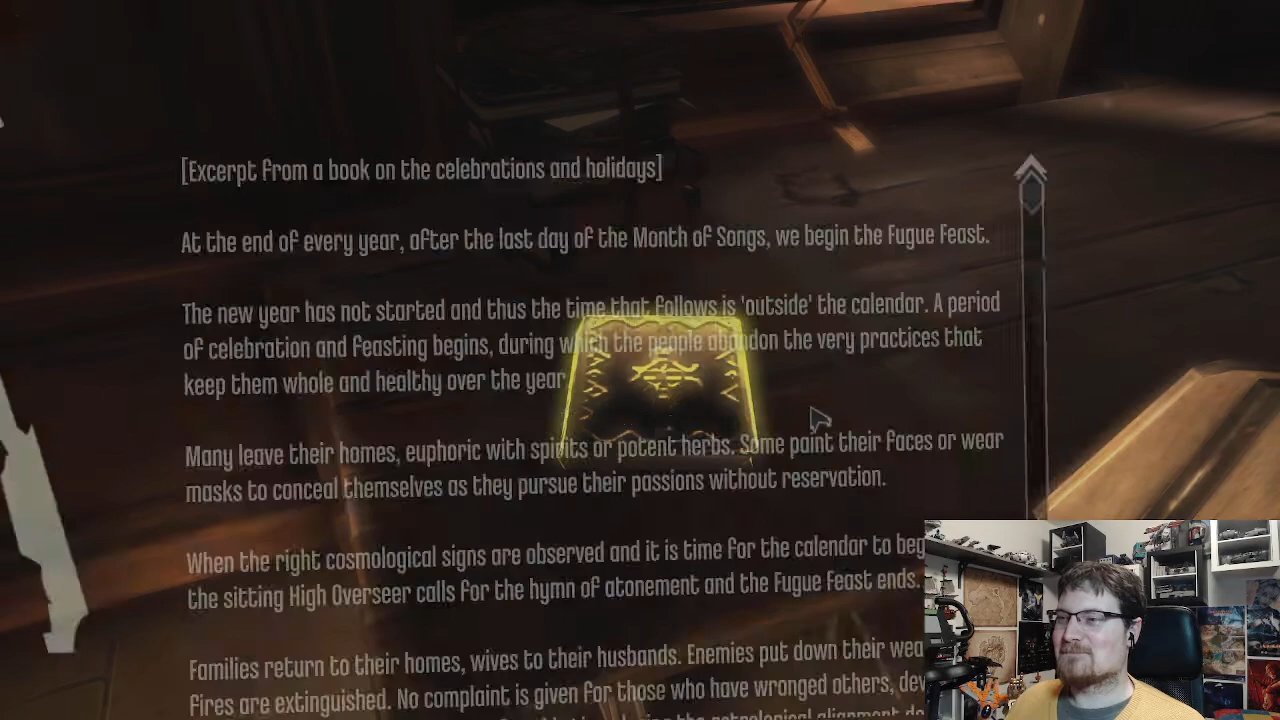 [Excerpt from a book on the celebrations and holidays]
At the end of every year, after the last day of the Month of Songs, we begin the Fugue Feast.
The new year has not started and thus the time that follows is 'outside' the calendar. A period
of celebration and feasting begins, during which the people abandon the very practices that
keep them whole and healthy over the year
Many leave their homes, euphoric with spirits or potent herbs. Some paint their faces or wear
masks to conceal themselves as they pursue their passions without reservation.
When the right cosmological signs are observed and it is time for the calendar to beg
the sitting High Overseer calls for the hymn of atonement and the Fugue Feast ends.
Families return to their homes, wives to their husbands. Enemies put down their wea
Fires are extinguished. No complaint is given for those who have wronged others, dev